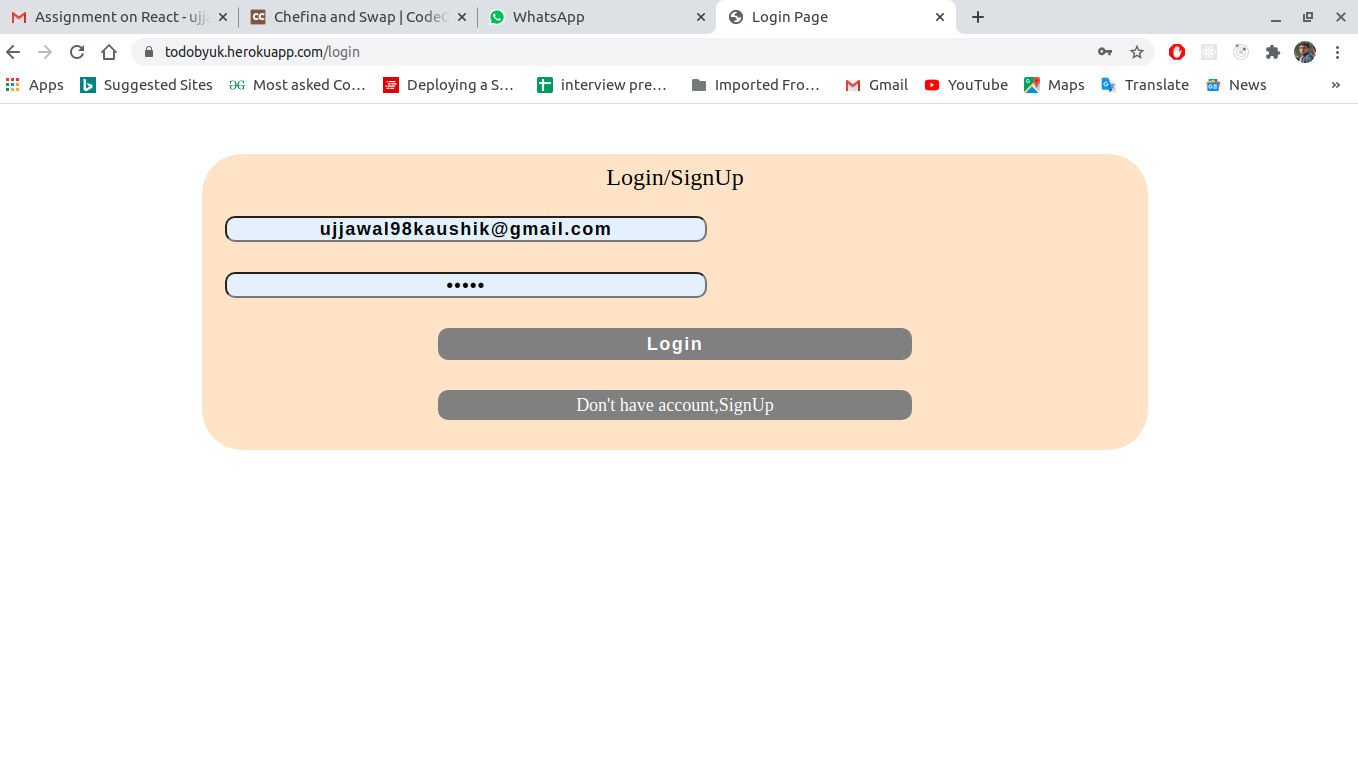 Assignment on React - ujja
CC Chefina and Swap | CodeC
WhatsApp
Login Page
todobyuk.herokuapp.com/login
Apps
Suggested Sites
Most asked Co...
Deploying a S...
interview pre...
Imported Fro...
Gmail
YouTube
Maps
Translate
News
»
Login/SignUp
ujjawal98kaushik@gmail.com
•••••
Login
Don't have account,SignUp